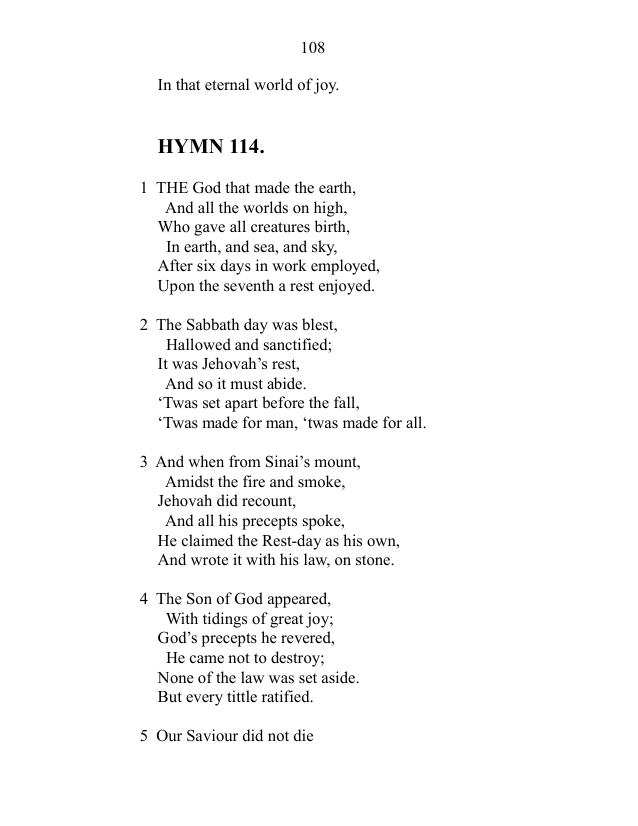 108
In that eternal world of joy.
HYMN 114.
1 THE God that made the earth,
And all the worlds on high,
Who gave all creatures birth,
In earth, and sea, and sky,
After six days in work employed,
Upon the seventh a rest enjoyed.
2 The Sabbath day was blest,
Hallowed and sanctified;
It was Jehovah’s rest,
And so it must abide.
‘Twas set apart before the fall,
‘Twas made for man, ‘twas made for all.
3 And when from Sinai’s mount,
Amidst the fire and smoke,
Jehovah did recount,
And all his precepts spoke,
He claimed the Rest-day as his own,
And wrote it with his law, on stone.
4 The Son of God appeared,
With tidings of great joy;
God’s precepts he revered,
He came not to destroy;
None of the law was set aside.
But every tittle ratified.
5 Our Saviour did not die